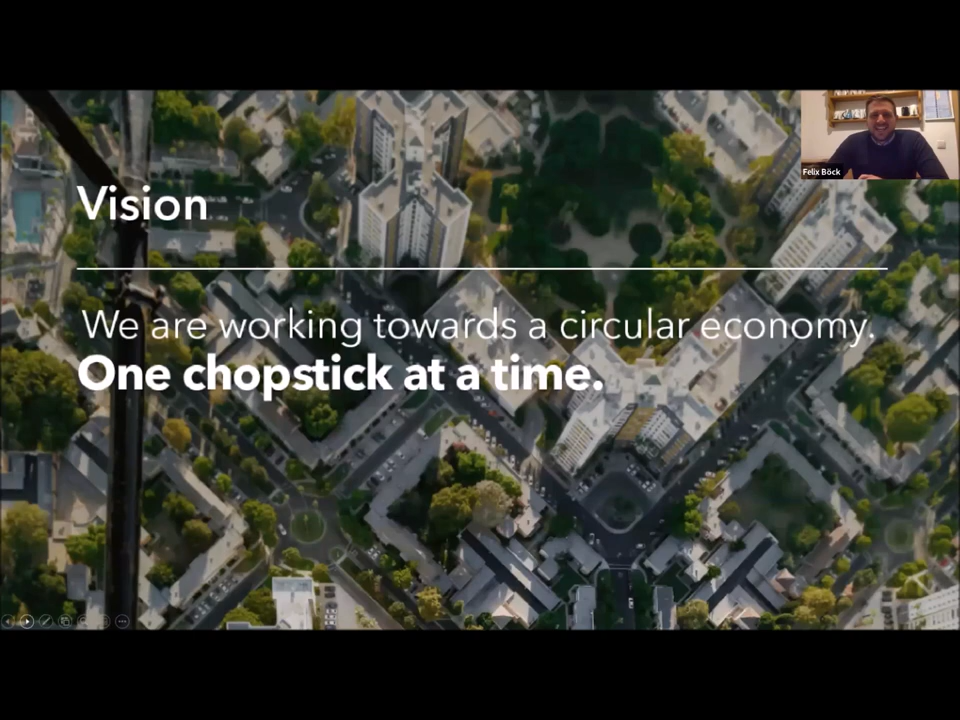 Felix Böck
Vision
We are working towards a circular economy.
One chopstick at a time.